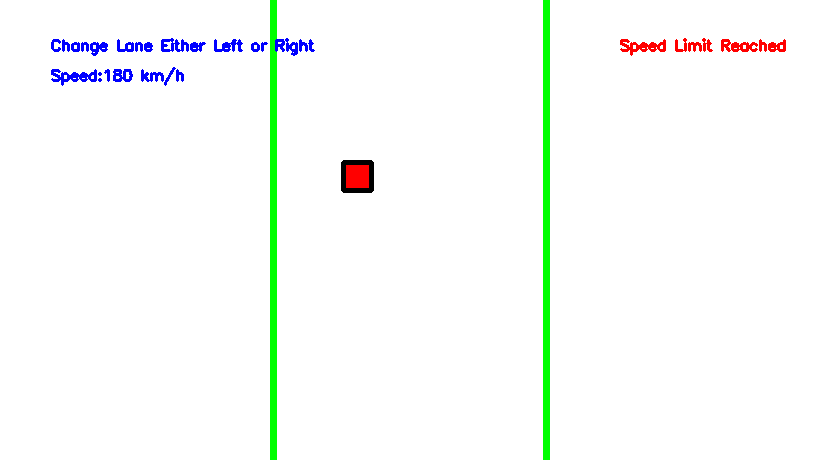 Change Lane Either Left or Right
Speed Limit Reached
Speed:180 km/h